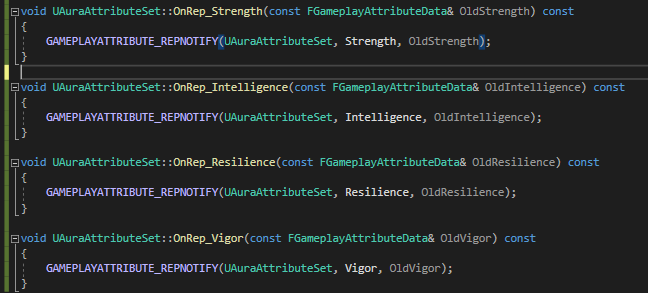 void UAuraAttributeSet::OnRep_Strength(const FGameplayAttributeData& OldStrength) const
{
    GAMEPLAYATTRIBUTE_REPNOTIFY(UAuraAttributeSet, Strength, OldStrength);
}
void UAuraAttributeSet::OnRep_Intelligence(const FGameplayAttributeData& OldIntelligence) const
{
    GAMEPLAYATTRIBUTE_REPNOTIFY(UAuraAttributeSet, Intelligence, OldIntelligence);
}
void UAuraAttributeSet::OnRep_Resilience(const FGameplayAttributeData& OldResilience) const
{
    GAMEPLAYATTRIBUTE_REPNOTIFY(UAuraAttributeSet, Resilience, OldResilience);
}
void UAuraAttributeSet::OnRep_Vigor(const FGameplayAttributeData& OldVigor) const
{
    GAMEPLAYATTRIBUTE_REPNOTIFY(UAuraAttributeSet, Vigor, OldVigor);
}